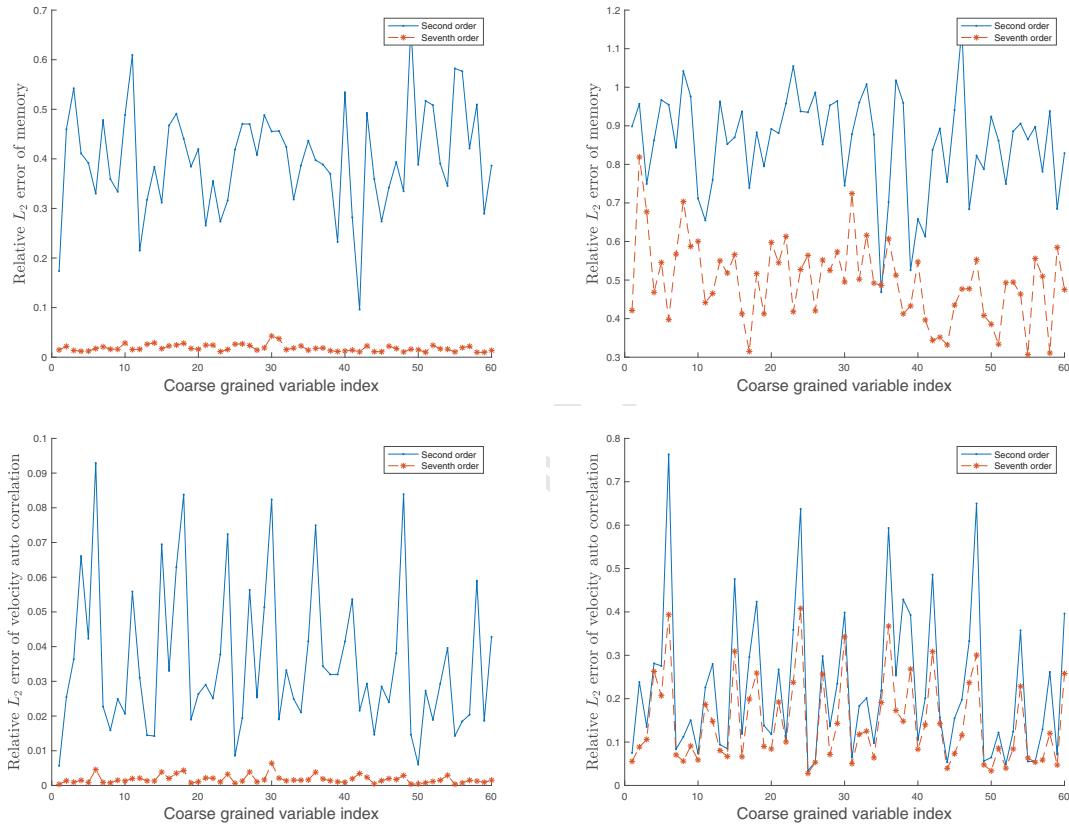 0.7
0.6
0.5
0.4
0.3
0.2
0.1
0
0 10 20 30 40 50 60
Relative L2 error of memory
Coarse grained variable index
Second order
Seventh order
1.2
1.1
1
0.9
0.8
0.7
0.6
0.5
0.4
0.3
0 10 20 30 40 50 60
Relative L2 error of memory
Coarse grained variable index
Second order
Seventh order
0.1
0.09
0.08
0.07
0.06
0.05
0.04
0.03
0.02
0.01
0
0 10 20 30 40 50 60
Relative L2 error of velocity auto correlation
Coarse grained variable index
Second order
Seventh order
0.8
0.7
0.6
0.5
0.4
0.3
0.2
0.1
0
0 10 20 30 40 50 60
Relative L2 error of velocity auto correlation
Coarse grained variable index
Second order
Seventh order